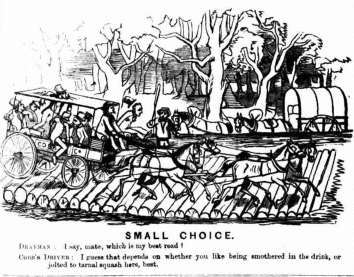 SMALL CHOICE.
DRAYMAN : I say, mate, which is my best road ?
COBB'S DRIVER : I guess that depends on whether you like being smothered in the drink, or
jolted to tarnal squash here, best.